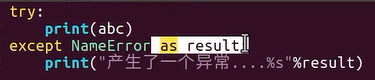 try:
    print(abc)
except NameError as result:
    print("产生了一个异常....%s"%result)